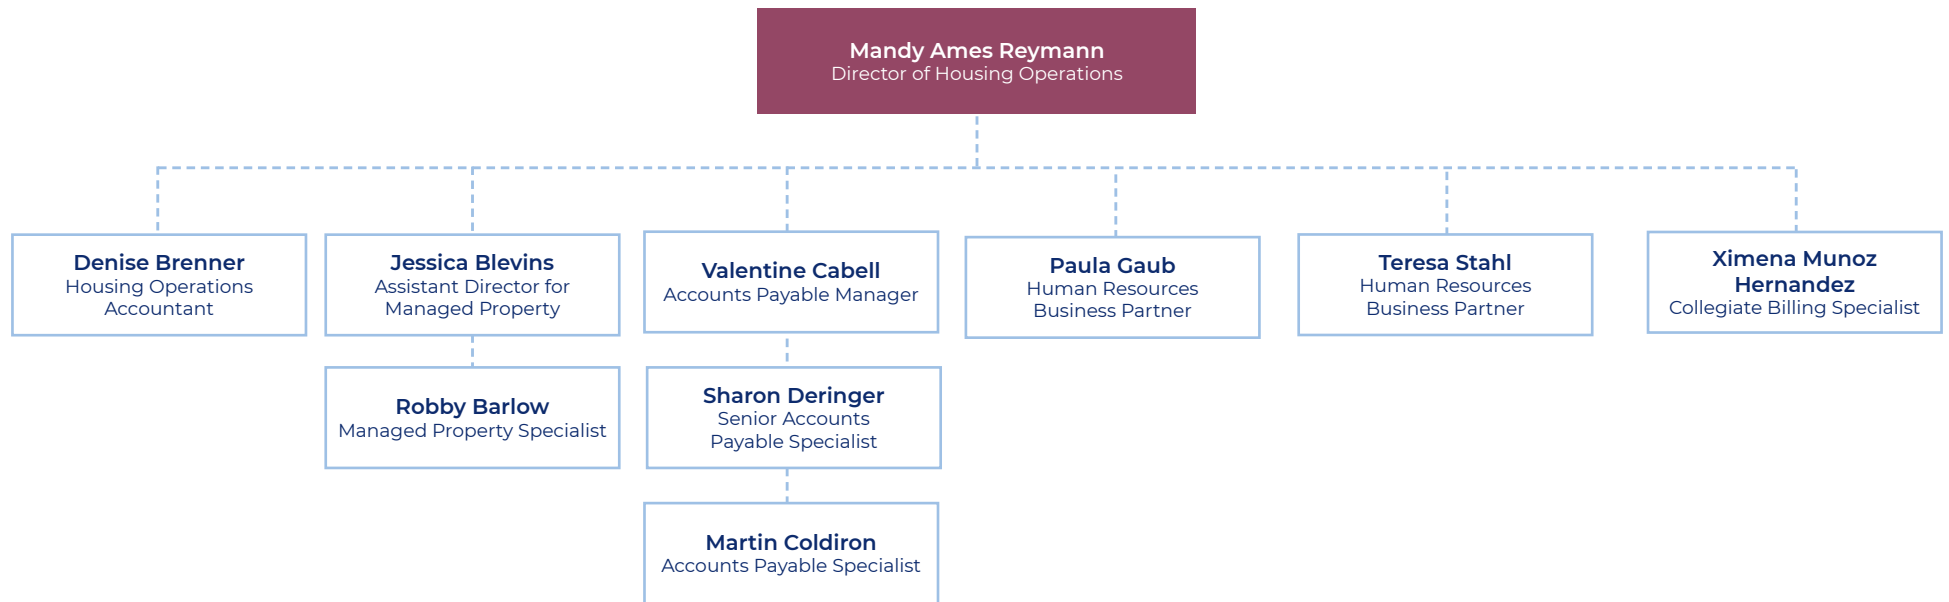 Mandy Ames Reymann
Director of Housing Operations
Denise Brenner
Housing Operations
Accountant
Jessica Blevins
Assistant Director for
Managed Property
Valentine Cabell
Accounts Payable Manager
Paula Gaub
Human Resources
Business Partner
Teresa Stahl
Human Resources
Business Partner
Ximena Munoz
Hernandez
Collegiate Billing Specialist
Robby Barlow
Managed Property Specialist
Sharon Deringer
Senior Accounts
Payable Specialist
Martin Coldiron
Accounts Payable Specialist